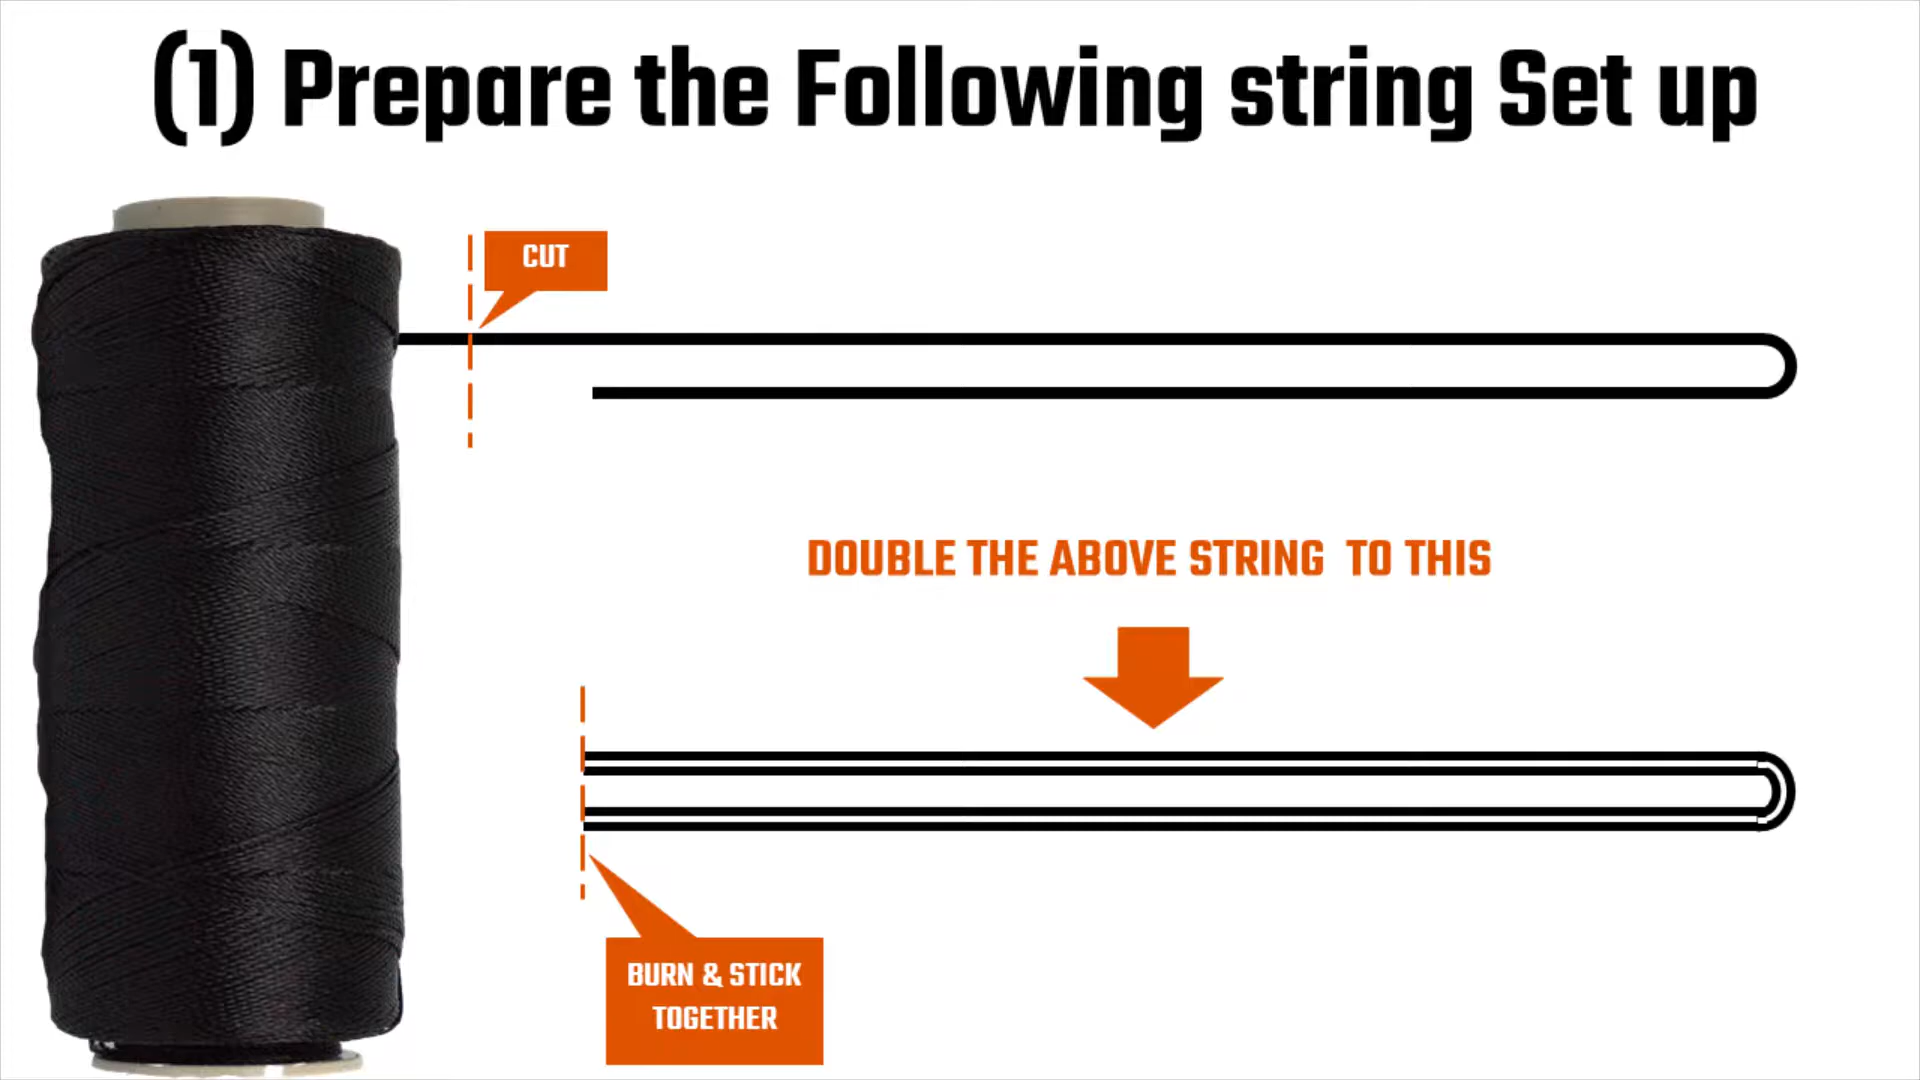 (1) Prepare the Following string Set up
CUT
DOUBLE THE ABOVE STRING TO THIS
BURN & STICK
TOGETHER